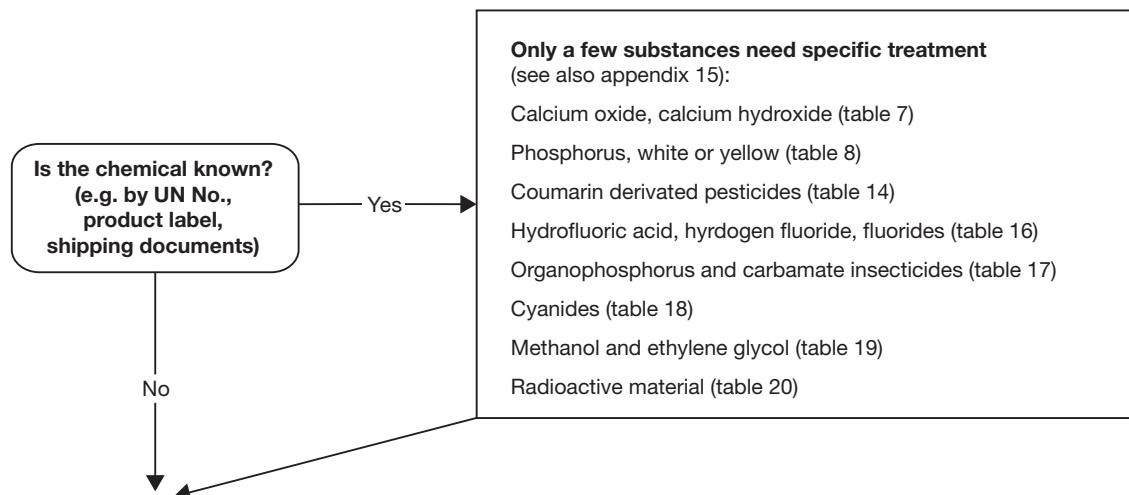 Only a few substances need specific treatment
(see also appendix 15):
Calcium oxide, calcium hydroxide (table 7)
Phosphorus, white or yellow (table 8)
Coumarin derivated pesticides (table 14)
Hydrofluoric acid, hyrdogen fluoride, fluorides (table 16)
Organophosphorus and carbamate insecticides (table 17)
Cyanides (table 18)
Methanol and ethylene glycol (table 19)
Radioactive material (table 20)
Is the chemical known?
(e.g. by UN No.,
product label,
shipping documents)
Yes
No